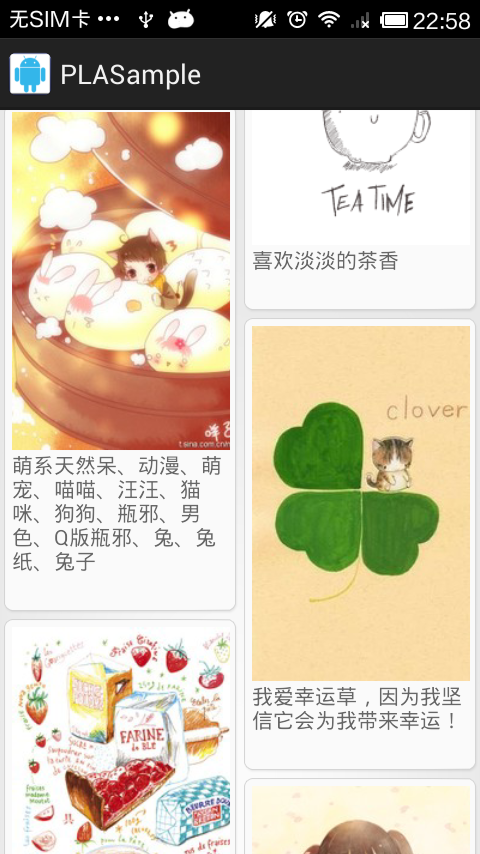 无SIM卡 ••• 22:58
PLASample
TEA TIME
喜欢淡淡的茶香
萌系天然呆、动漫、萌
宠、喵喵、汪汪、猫
咪、狗狗、瓶邪、男
色、Q版瓶邪、兔、兔
纸、兔子
clover
我爱幸运草，因为我坚
信它会为我带来幸运！
FARINE
de BLÉ